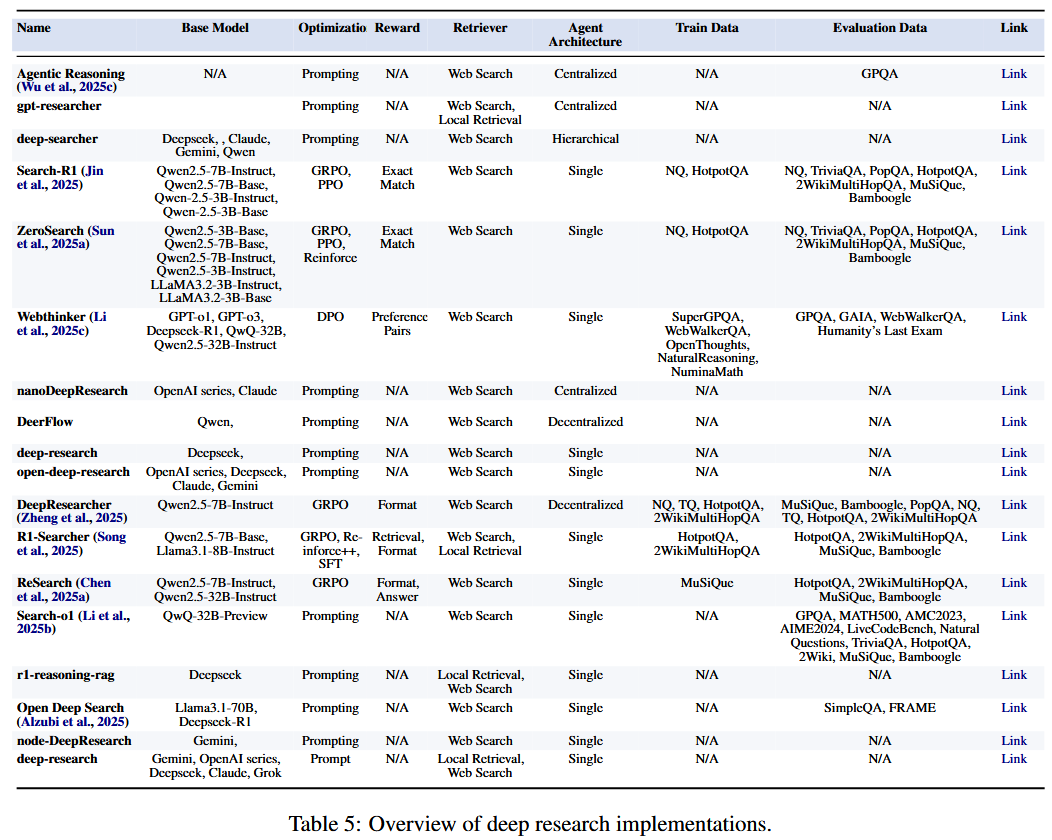 Name Base Model Optimizatio Reward Retriever Agent Architecture Train Data Evaluation Data Link
Agentic Reasoning N/A Prompting N/A Web Search Centralized N/A GPQA Link
(Wu et al., 2025c)
gpt-researcher Prompting N/A Web Search, Centralized N/A N/A Link
Local Retrieval
deep-searcher Deepseek, , Claude, Prompting N/A Web Search Hierarchical N/A N/A Link
Gemini, Qwen
Search-R1 (Jin Qwen2.5-7B-Instruct, GRPO, Exact Web Search Single NQ, HotpotQA NQ, TriviaQA, PopQA, HotpotQA, Link
et al., 2025) Qwen2.5-7B-Base, PPO Match 2WikiMultiHopQA, MuSiQue,
Qwen-2.5-3B-Instruct, Bamboogle
Qwen-2.5-3B-Base
ZeroSearch (Sun Qwen2.5-3B-Base, GRPO, Exact Web Search Single NQ, HotpotQA NQ, TriviaQA, PopQA, HotpotQA, Link
et al., 2025a) Qwen2.5-7B-Base, PPO, Match 2WikiMultiHopQA, MuSiQue,
Qwen2.5-7B-Instruct, Reinforce Bamboogle
Qwen2.5-3B-Instruct,
LLaMA3.2-3B-Instruct,
LLaMA3.2-3B-Base
Webthinker (Li GPT-o1, GPT-o3, DPO Preference Web Search Single SuperGPQA, GPQA, GAIA, WebWalkerQA, Link
et al., 2025c) Deepseek-R1, QwQ-32B, Pairs WebWalkerQA, Humanity's Last Exam
Qwen2.5-32B-Instruct OpenThoughts,
NaturalReasoning,
NuminaMath
nanoDeepResearch OpenAI series, Claude Prompting N/A Web Search Centralized N/A N/A Link
DeerFlow Qwen, Prompting N/A Web Search Decentralized N/A N/A Link
deep-research Deepseek, Prompting N/A Web Search Single N/A N/A Link
open-deep-research OpenAI series, Deepseek, Prompting N/A Web Search Single N/A N/A Link
Claude, Gemini
DeepResearcher Qwen2.5-7B-Instruct GRPO Format Web Search Decentralized NQ, TQ, HotpotQA, MuSiQue, Bamboogle, PopQA, NQ, Link
(Zheng et al., 2025) 2WikiMultiHopQA TQ, HotpotQA, 2WikiMultiHopQA
R1-Searcher (Song Qwen2.5-7B-Base, GRPO, Re- Retrieval, Web Search, Single HotpotQA, HotpotQA, 2WikiMultiHopQA, Link
et al., 2025) Llama3.1-8B-Instruct inforce++, Format Local Retrieval 2WikiMultiHopQA MuSiQue, Bamboogle
SFT
ReSearch (Chen Qwen2.5-7B-Instruct, GRPO Format, Web Search Single MuSiQue HotpotQA, 2WikiMultiHopQA, Link
et al., 2025a) Qwen2.5-32B-Instruct Answer MuSiQue, Bamboogle
Search-o1 (Li et al., QwQ-32B-Preview Prompting N/A Web Search Single N/A GPQA, MATH500, AMC2023, Link
2025b) AIME2024, LiveCodeBench, Natural
Questions, TriviaQA, HotpotQA,
2Wiki, MuSiQue, Bamboogle
r1-reasoning-rag Deepseek Prompting N/A Local Retrieval, Single N/A N/A Link
Web Search
Open Deep Search Llama3.1-70B, Prompting N/A Web Search Single N/A SimpleQA, FRAME Link
(Alzubi et al., 2025) Deepseek-R1
node-DeepResearch Gemini, Prompting N/A Web Search Single N/A N/A Link
deep-research Gemini, OpenAI series, Prompt N/A Local Retrieval, Single N/A N/A Link
Deepseek, Claude, Grok Web Search
Table 5: Overview of deep research implementations.